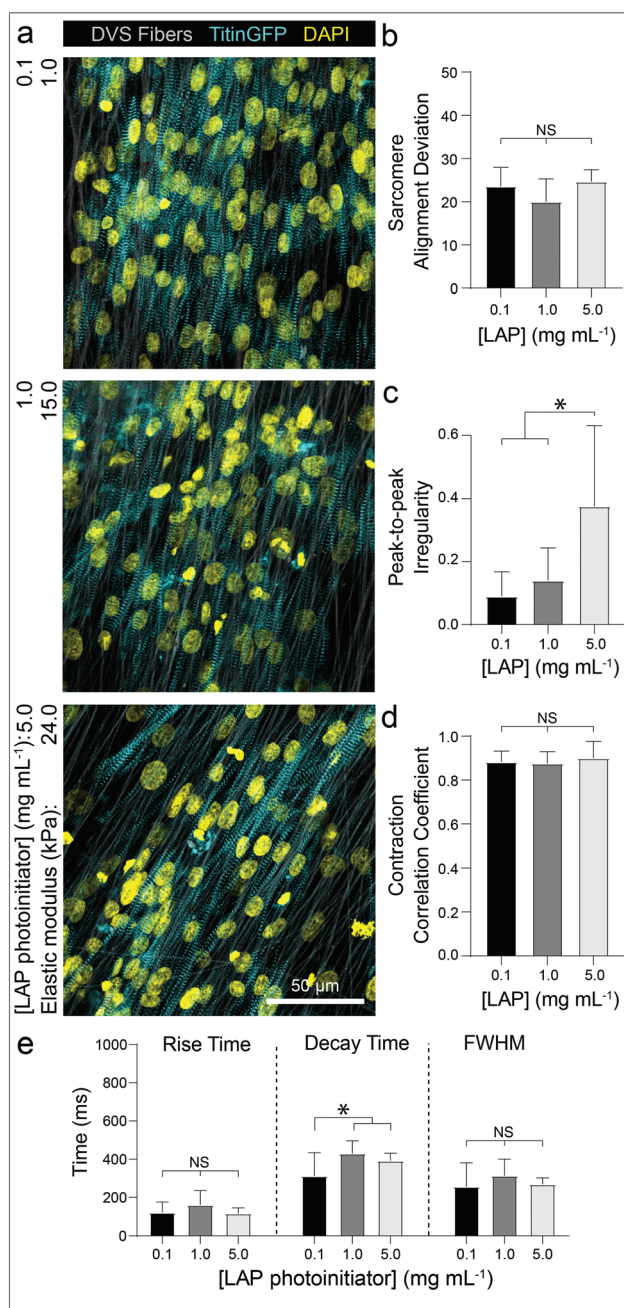 a
DVS Fibers TitinGFP DAPI
[LAP photoinitiator] (mg mL-1):5.0 1.0 0.1
Elastic modulus (kPa): 24.0 15.0 1.0
50 µm
b
Sarcomere
Alignment Deviation
50
40
30
20
10
0
NS
0.1 1.0 5.0
[LAP] (mg mL-1)
c
Peak-to-peak
Irregularity
0.6
0.4
0.2
0.0
*
0.1 1.0 5.0
[LAP] (mg mL-1)
d
Contraction
Correlation Coefficient
1.0
0.8
0.6
0.4
0.2
0.0
NS
0.1 1.0 5.0
[LAP] (mg mL-1)
e
Rise Time Decay Time FWHM
Time (ms)
1000
800
600
400
200
0
NS * NS
0.1 1.0 5.0 0.1 1.0 5.0 0.1 1.0 5.0
[LAP photoinitiator] (mg mL-1)